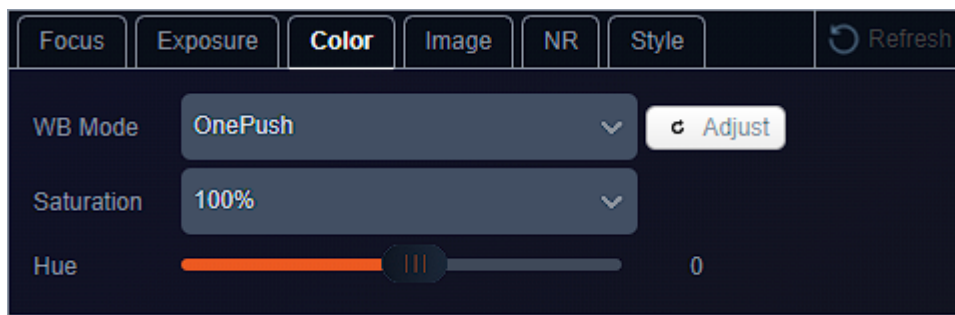 Focus Exposure Color Image NR Style Refresh
WB Mode OnePush Adjust
Saturation 100%
Hue 0